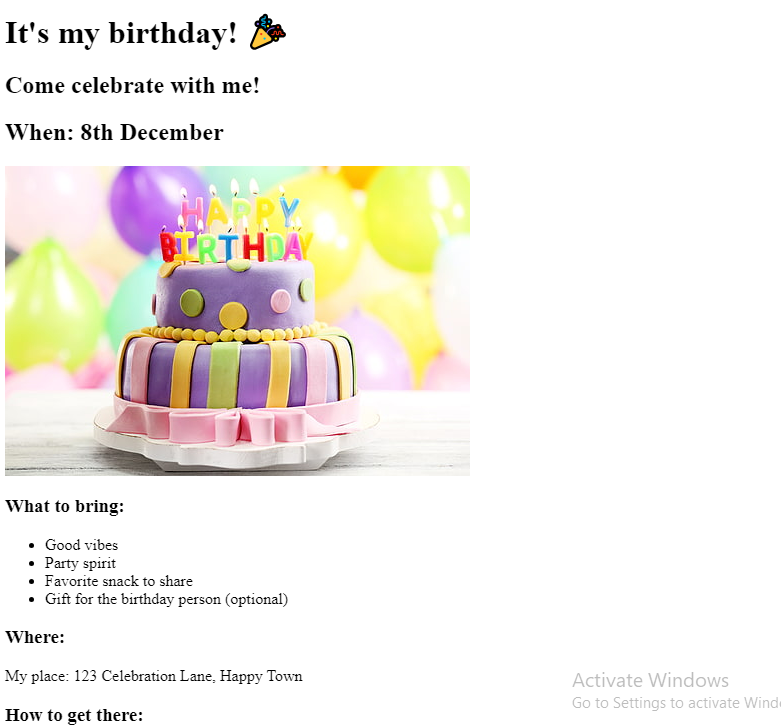 It's my birthday! 🎉
Come celebrate with me!
When: 8th December
HAPPY
BIRTHDAY
What to bring:
• Good vibes
• Party spirit
• Favorite snack to share
• Gift for the birthday person (optional)
Where:
My place: 123 Celebration Lane, Happy Town
Activate Windows
Go to Settings to activate Wind
How to get there: